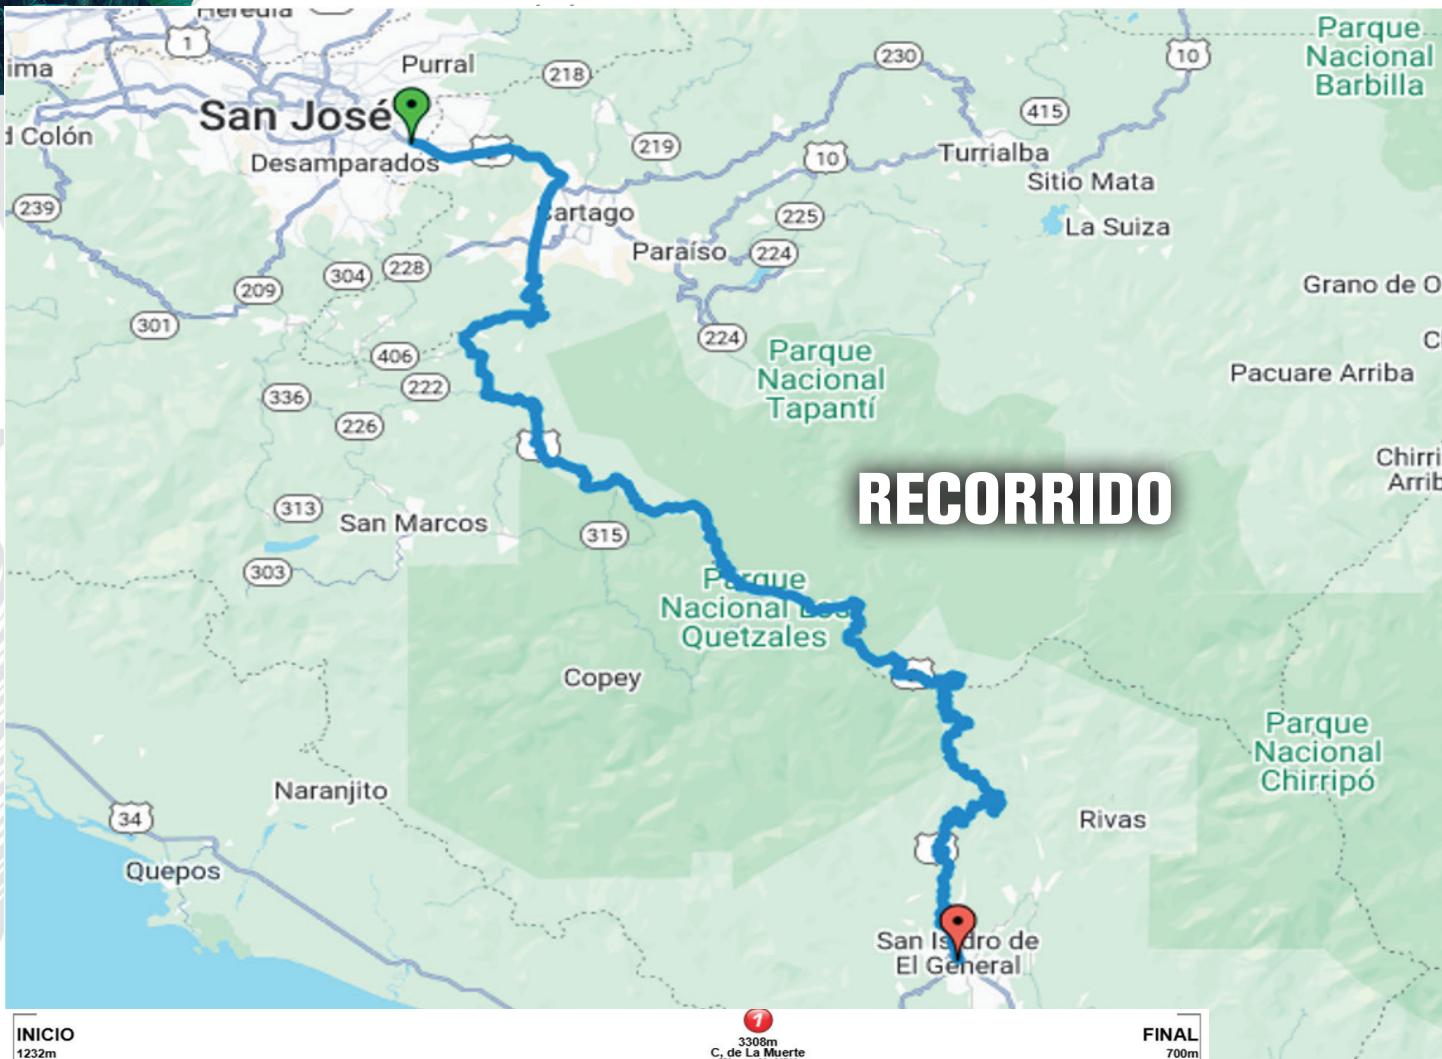 Heredia
1
Purral
218
230
10
Parque
Nacional
Barbilla
San José
415
Desamparados
219
10
Turrialba
Sitio Mata
239
Cartago
225
La Suiza
Paraíso
224
304
228
209
301
224
Grano de O
406
Parque
Nacional
Tapantí
Pacuare Arriba
222
336
226
Chirri
Arrib
RECORRIDO
313
San Marcos
315
303
Parque
Nacional Los
Quetzales
Copey
Parque
Nacional
Chirripó
Naranjito
34
Rivas
Quepos
San Isidro de
El General
INICIO
1232m
1
3308m
C, de La Muerte
FINAL
700m